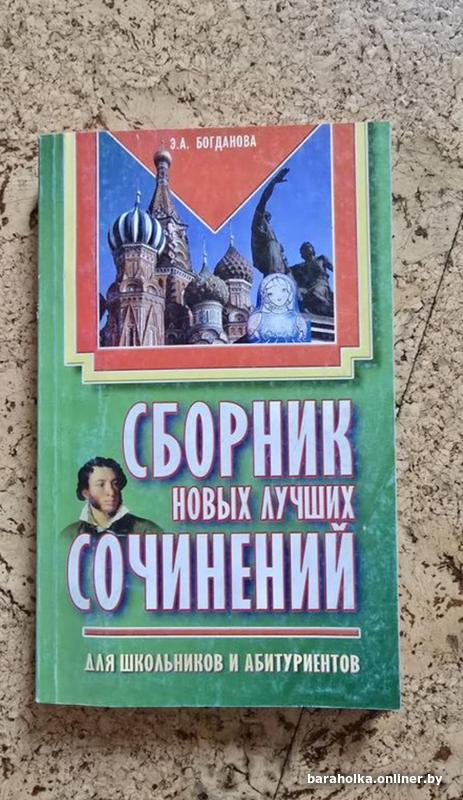 Э.А. БОГДАНОВА
СБОРНИК
НОВЫХ ЛУЧШИХ
СОЧИНЕНИЙ
ДЛЯ ШКОЛЬНИКОВ И АБИТУРИЕНТОВ
baraholka.onliner.by